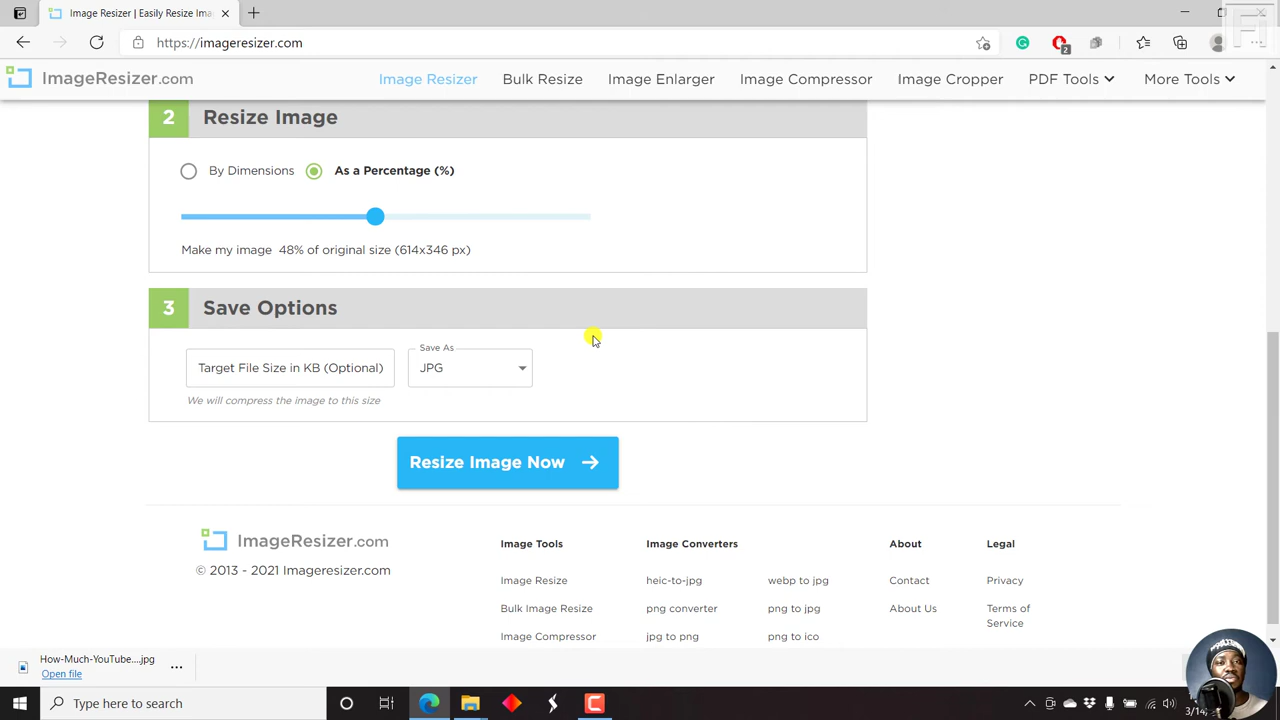 Image Resizer | Easily Resize Ima
https://imageresizer.com
2
ImageResizer.com
Image Resizer
Bulk Resize
Image Enlarger
Image Compressor
Image Cropper
PDF Tools
More Tools
2 Resize Image
By Dimensions
As a Percentage (%)
Make my image 48% of original size (614x346 px)
3 Save Options
Target File Size in KB (Optional)
Save As
JPG
We will compress the image to this size
Resize Image Now
ImageResizer.com
© 2013 - 2021 Imageresizer.com
Image Tools
Image Resize
Bulk Image Resize
Image Compressor
Image Converters
heic-to-jpg
webp to jpg
png converter
png to jpg
jpg to png
png to ico
About
Contact
About Us
Legal
Privacy
Terms of
Service
How-Much-YouTube....jpg
Open file
Type here to search